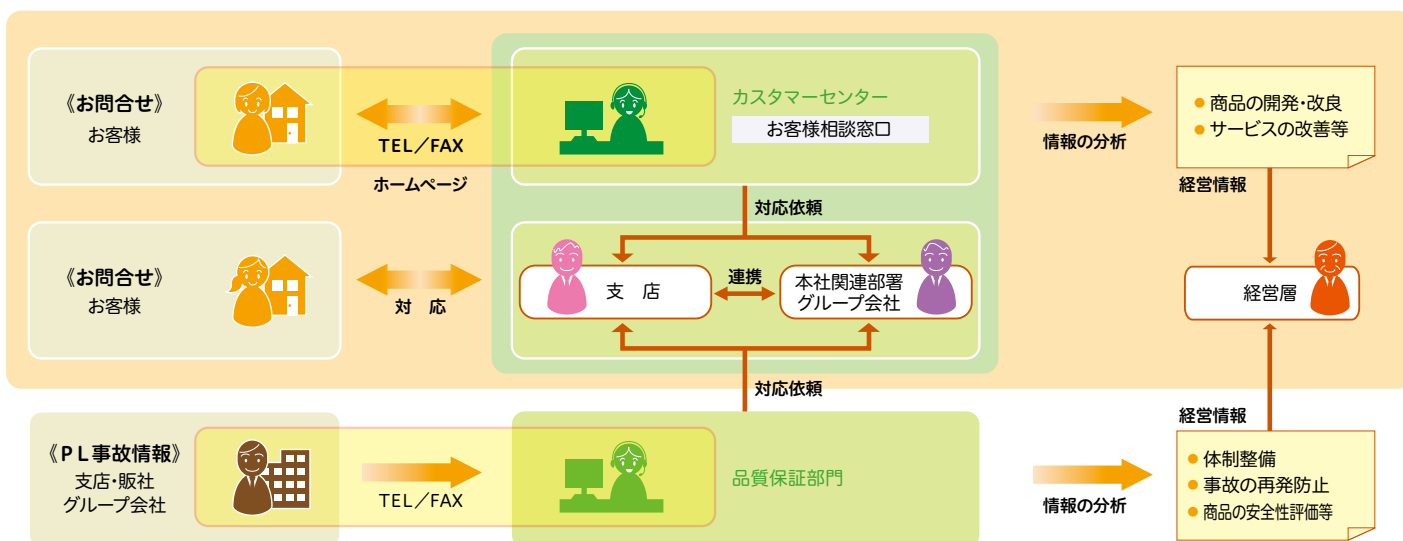 《お問合せ》
お客様
TEL／FAX
ホームページ
カスタマーセンター
お客様相談窓口
情報の分析
● 商品の開発・改良
● サービスの改善等
対応依頼
経営情報
《お問合せ》
お客様
対　応
支　店
連携
本社関連部署
グループ会社
経営層
対応依頼
経営情報
《ＰＬ事故情報》
支店・販社
グループ会社
TEL／FAX
品質保証部門
情報の分析
● 体制整備
● 事故の再発防止
● 商品の安全性評価等